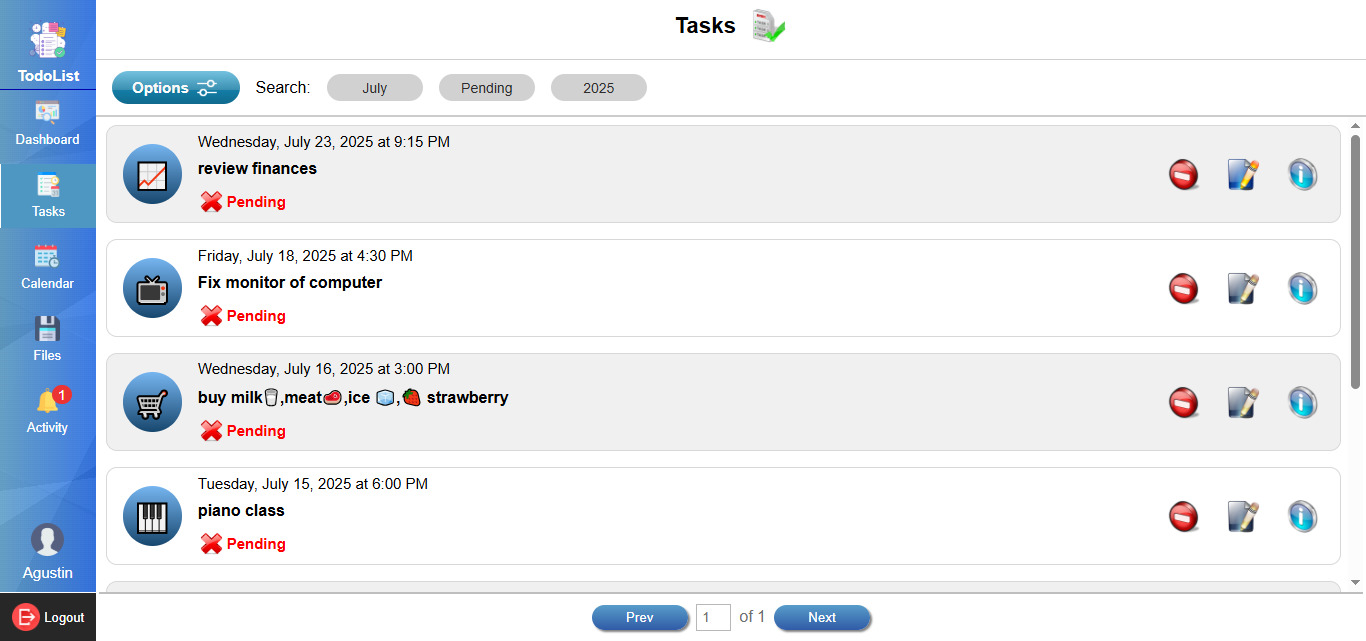 Tasks
TodoList
Dashboard
Tasks
Calendar
Files
1
Activity
Agustin
Logout
Options
Search:
July
Pending
2025
Wednesday, July 23, 2025 at 9:15 PM
review finances
Pending
Friday, July 18, 2025 at 4:30 PM
Fix monitor of computer
Pending
Wednesday, July 16, 2025 at 3:00 PM
buy milk🥛,meat🥩,ice 🧊,🍓 strawberry
Pending
Tuesday, July 15, 2025 at 6:00 PM
piano class
Pending
Prev
1
of 1
Next